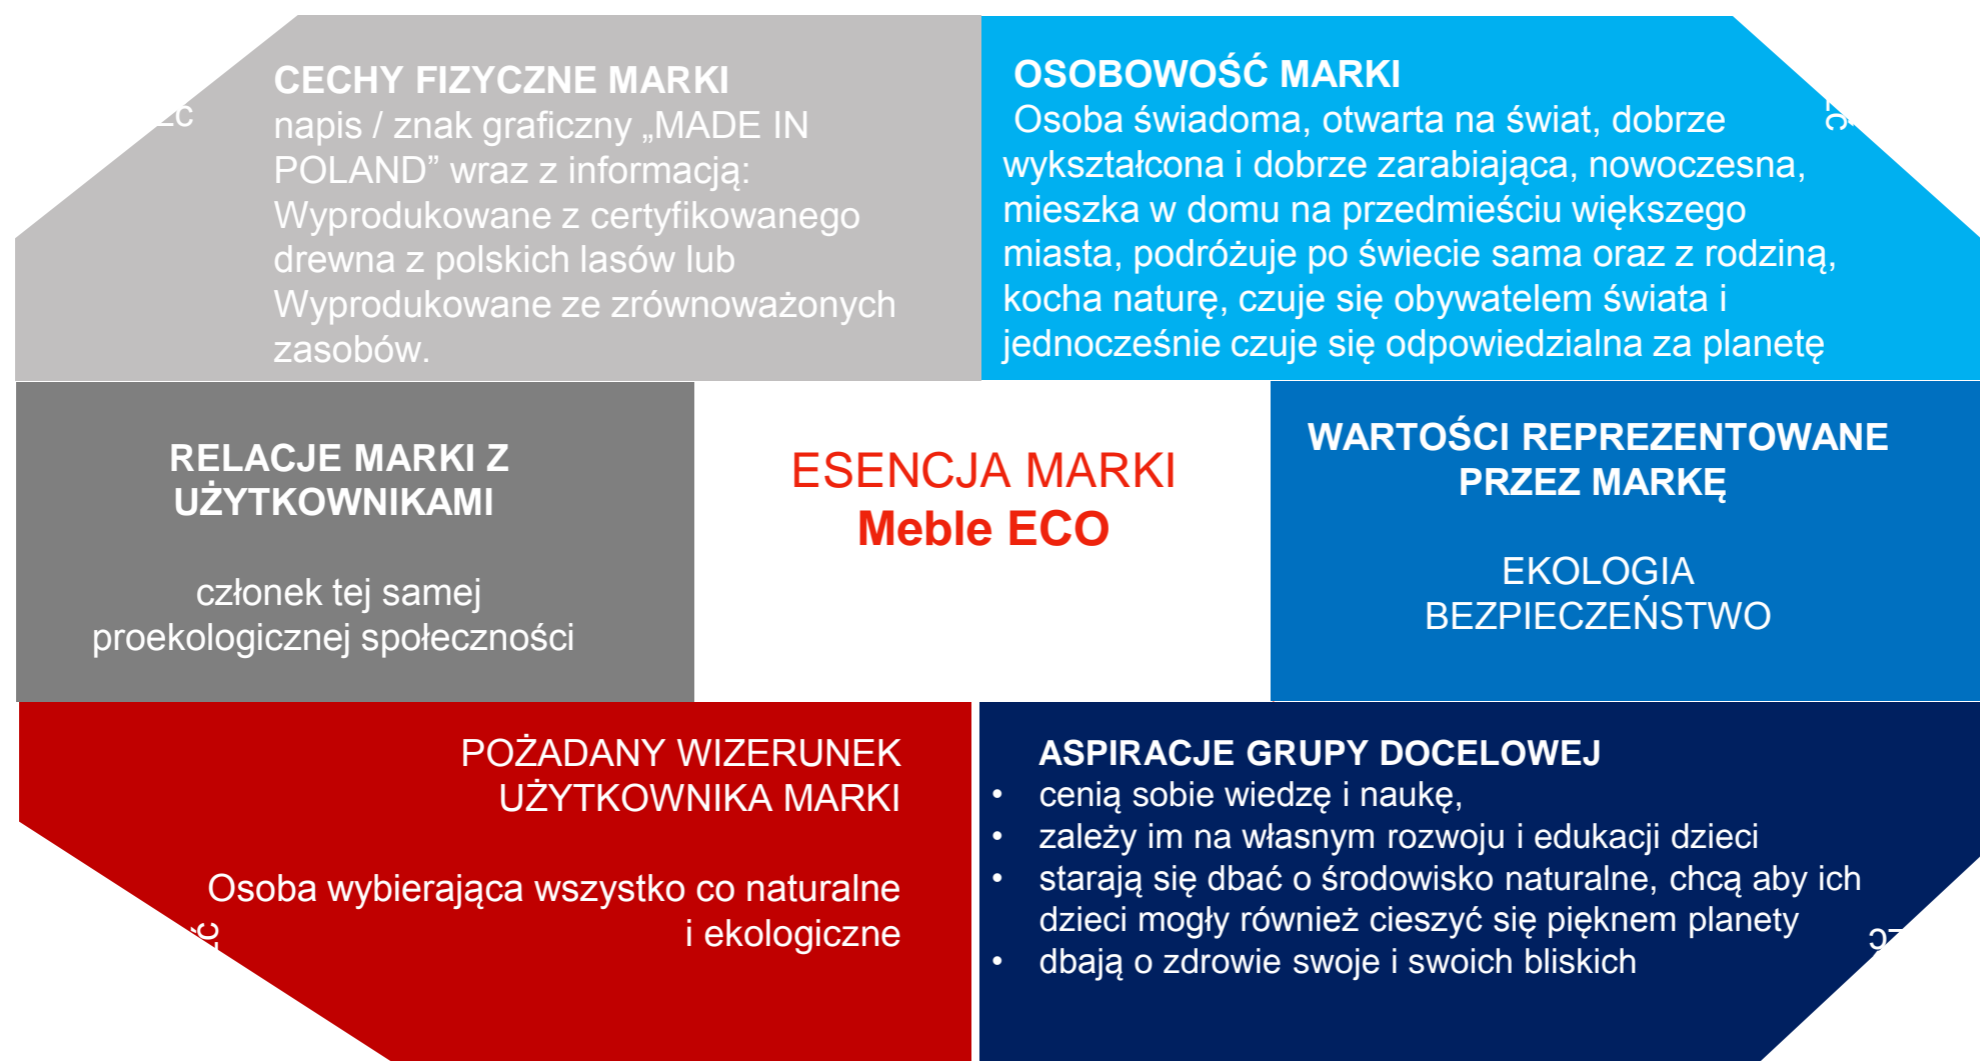 CECHY FIZYCZNE MARKI
napis / znak graficzny „MADE IN
POLAND” wraz z informacją:
Wyprodukowane z certyfikowanego
drewna z polskich lasów lub
Wyprodukowane ze zrównoważonych
zasobów.
OSOBOWOŚĆ MARKI
Osoba świadoma, otwarta na świat, dobrze
wykształcona i dobrze zarabiająca, nowoczesna,
mieszka w domu na przedmieściu większego
miasta, podróżuje po świecie sama oraz z rodziną,
kocha naturę, czuje się obywatelem świata i
jednocześnie czuje się odpowiedzialna za planetę
RELACJE MARKI Z
UŻYTKOWNIKAMI
członek tej samej
proekologicznej społeczności
ESENCJA MARKI
Meble ECO
WARTOŚCI REPREZENTOWANE
PRZEZ MARKĘ
EKOLOGIA
BEZPIECZEŃSTWO
POŻADANY WIZERUNEK
UŻYTKOWNIKA MARKI
Osoba wybierająca wszystko co naturalne
i ekologiczne
ASPIRACJE GRUPY DOCELOWEJ
• cenią sobie wiedzę i naukę,
• zależy im na własnym rozwoju i edukacji dzieci
• starają się dbać o środowisko naturalne, chcą aby ich
dzieci mogły również cieszyć się pięknem planety
• dbają o zdrowie swoje i swoich bliskich